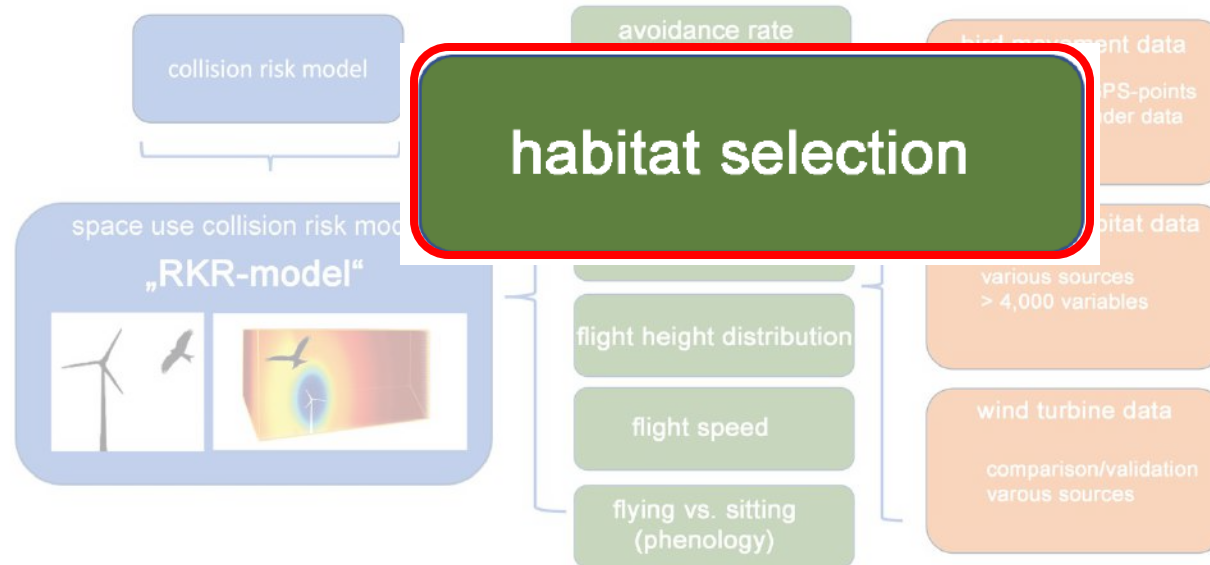 collision risk model
space use collision risk mod
„RKR-model“
avoidance rate
habitat selection
flight height distribution
flight speed
flying vs. sitting
(phenology)
bird movement data
GPS-points
data
bitat data
various sources
> 4,000 variables
wind turbine data
comparison/validation
varous sources